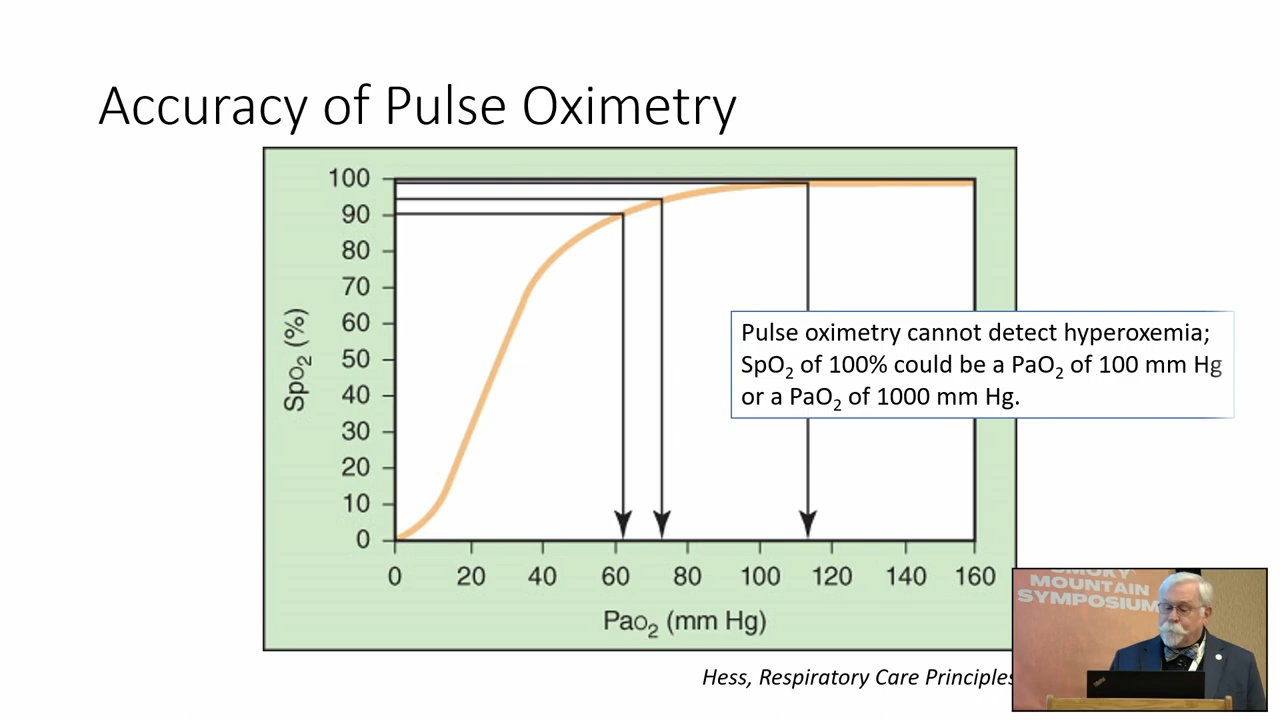 Accuracy of Pulse Oximetry
100
90
80
70
60
50
40
30
20
10
0
SpO₂ (%)
0 20 40 60 80 100 120 140 160
PaO₂ (mm Hg)
Pulse oximetry cannot detect hyperoxemia;
SpO₂ of 100% could be a PaO₂ of 100 mm Hg
or a PaO₂ of 1000 mm Hg.
Hess, Respiratory Care Principles
SMOKY
MOUNTAIN
SYMPOSIUM